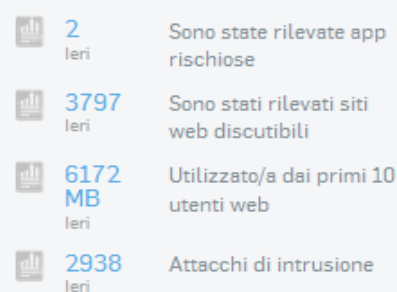 2
Ieri
Sono state rilevate app
rischiose
3797
Ieri
Sono stati rilevati siti
web discutibili
6172
MB
Ieri
Utilizzato/a dai primi 10
utenti web
2938
Ieri
Attacchi di intrusione